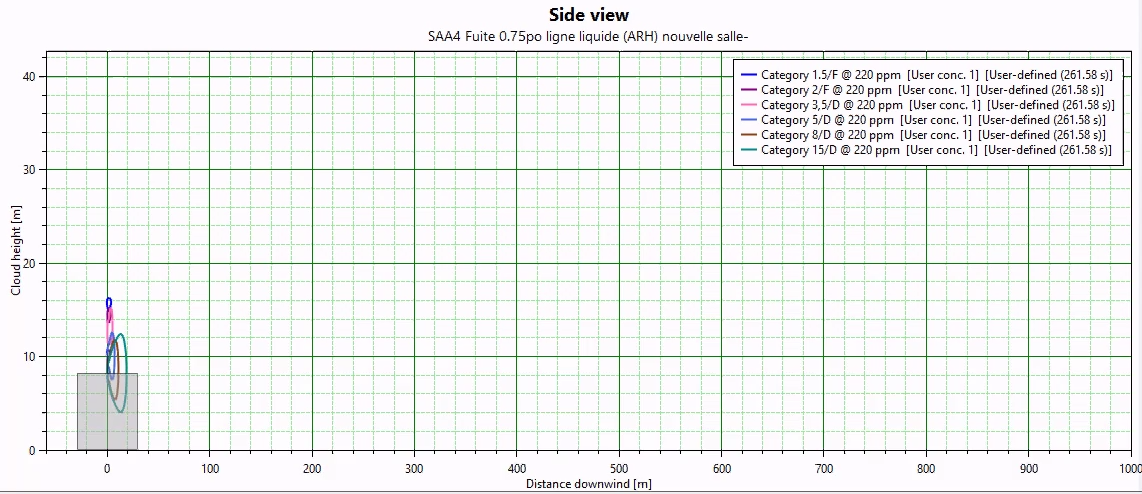 Side view
SAA4 Fuite 0.75po ligne liquide (ARH) nouvelle salle-
Category 1.5/F @ 220 ppm [User conc. 1] [User-defined (261.58 s)]
Category 2/F @ 220 ppm [User conc. 1] [User-defined (261.58 s)]
Category 3,5/D @ 220 ppm [User conc. 1] [User-defined (261.58 s)]
Category 5/D @ 220 ppm [User conc. 1] [User-defined (261.58 s)]
Category 8/D @ 220 ppm [User conc. 1] [User-defined (261.58 s)]
Category 15/D @ 220 ppm [User conc. 1] [User-defined (261.58 s)]
Cloud height [m]
40
30
20
10
0
0 100 200 300 400 500 600 700 800 900 1000
Distance downwind [m]